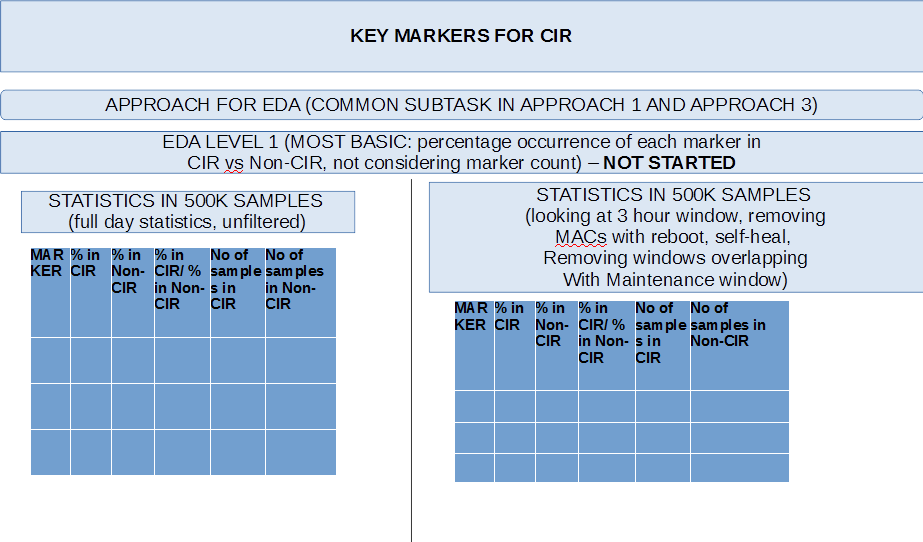 KEY MARKERS FOR CIR
APPROACH FOR EDA (COMMON SUBTASK IN APPROACH 1 AND APPROACH 3)
EDA LEVEL 1 (MOST BASIC: percentage occurrence of each marker in
CIR vs Non-CIR, not considering marker count) – NOT STARTED
STATISTICS IN 500K SAMPLES
(full day statistics, unfiltered)
MAR
KER
% in
CIR
% in
Non-
CIR
% in
CIR/ %
in Non-
CIR
No of
sample
s in
CIR
No of
samples
in Non-
CIR
STATISTICS IN 500K SAMPLES
(looking at 3 hour window, removing
MACs with reboot, self-heal,
Removing windows overlapping
With Maintenance window)
MAR
KER
% in
CIR
% in
Non-
CIR
% in
CIR/ %
in Non-
CIR
No of
sample
s in
CIR
No of
samples in
Non-CIR